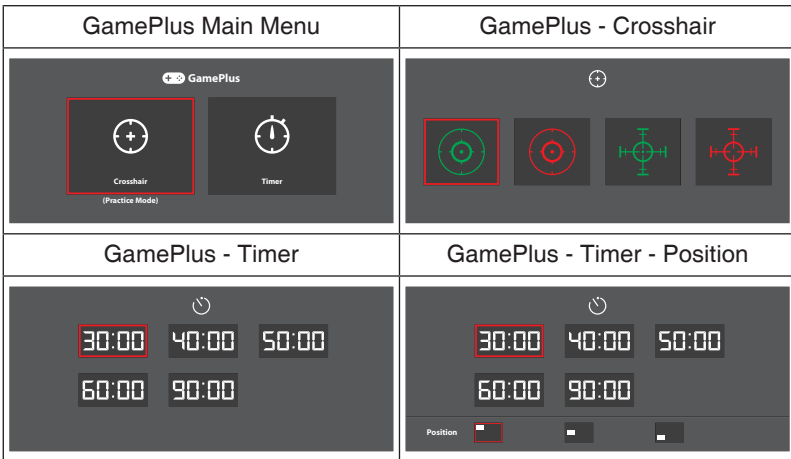 GamePlus Main Menu
GamePlus - Crosshair
GamePlus
Crosshair
Timer
(Practice Mode)
GamePlus - Timer
GamePlus - Timer - Position
30:00 40:00 50:00
60:00 90:00
30:00 40:00 50:00
60:00 90:00
Position